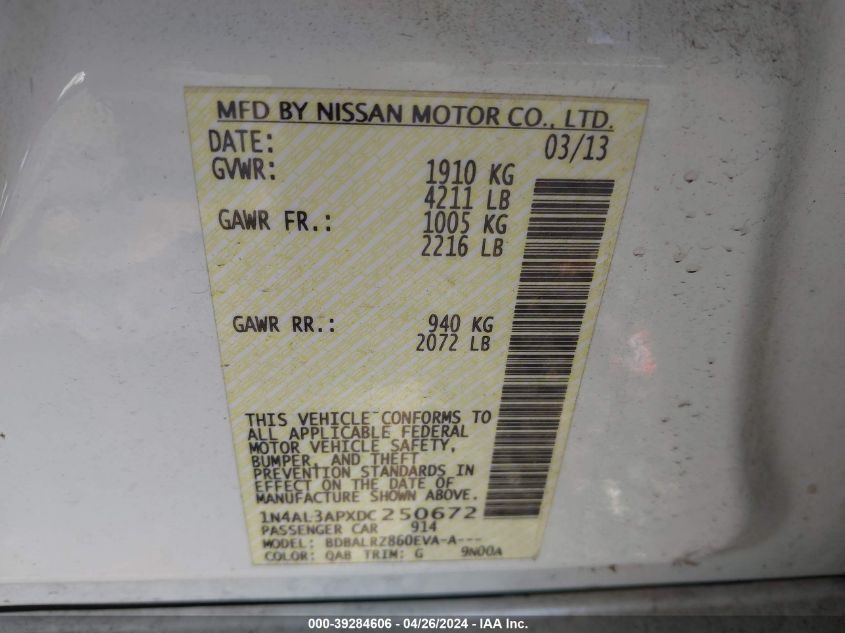 MFD BY NISSAN MOTOR CO., LTD.
DATE: 03/13
GVWR: 1910 KG
4211 LB
GAWR FR.: 1005 KG
2216 LB
GAWR RR.: 940 KG
2072 LB
THIS VEHICLE CONFORMS TO
ALL APPLICABLE FEDERAL
MOTOR VEHICLE SAFETY,
BUMPER, AND THEFT
PREVENTION STANDARDS IN
EFFECT ON THE DATE OF
MANUFACTURE SHOWN ABOVE.
1N4AL3APXDC250672
PASSENGER CAR 914
MODEL: BDBALRZ860EVA-A---
COLOR: QAB TRIM: G 9N00A
000-39284606 - 04/26/2024 - IAA Inc.